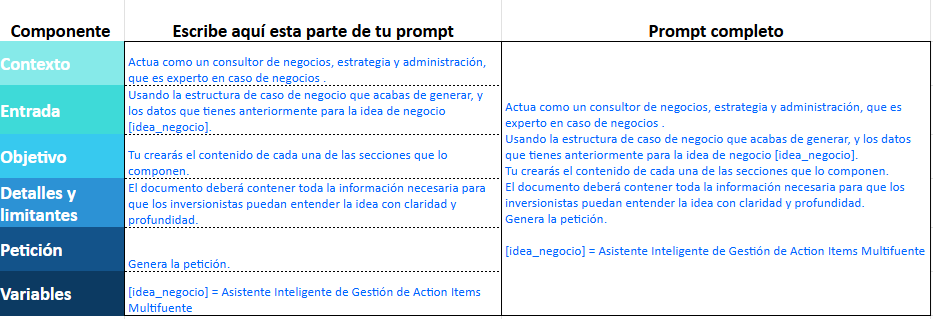 Componente
Escribe aquí esta parte de tu prompt
Prompt completo
Contexto
Actua como un consultor de negocios, estrategia y administración,
que es experto en caso de negocios .
Entrada
Usando la estructura de caso de negocio que acabas de generar, y
los datos que tienes anteriormente para la idea de negocio
[idea_negocio].
Objetivo
Tu crearás el contenido de cada una de las secciones que lo
componen.
Detalles y
limitantes
El documento deberá contener toda la información necesaria para
que los inversionistas puedan entender la idea con claridad y
profundidad.
Petición
Genera la petición.
Variables
[idea_negocio] = Asistente Inteligente de Gestión de Action Items
Multifuente
Actua como un consultor de negocios, estrategia y administración, que es
experto en caso de negocios .
Usando la estructura de caso de negocio que acabas de generar, y los datos
que tienes anteriormente para la idea de negocio [idea_negocio].
Tu crearás el contenido de cada una de las secciones que lo componen.
El documento deberá contener toda la información necesaria para que los
inversionistas puedan entender la idea con claridad y profundidad.
Genera la petición.
[idea_negocio] = Asistente Inteligente de Gestión de Action Items Multifuente